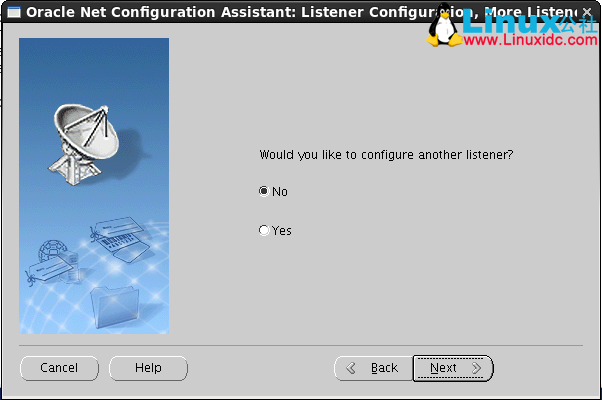 Oracle Net Configuration Assistant: Listener Configuration, More Listene
Linux公社
www.Linuxidc.com
Would you like to configure another listener?
No
Yes
Cancel
Help
Back
Next